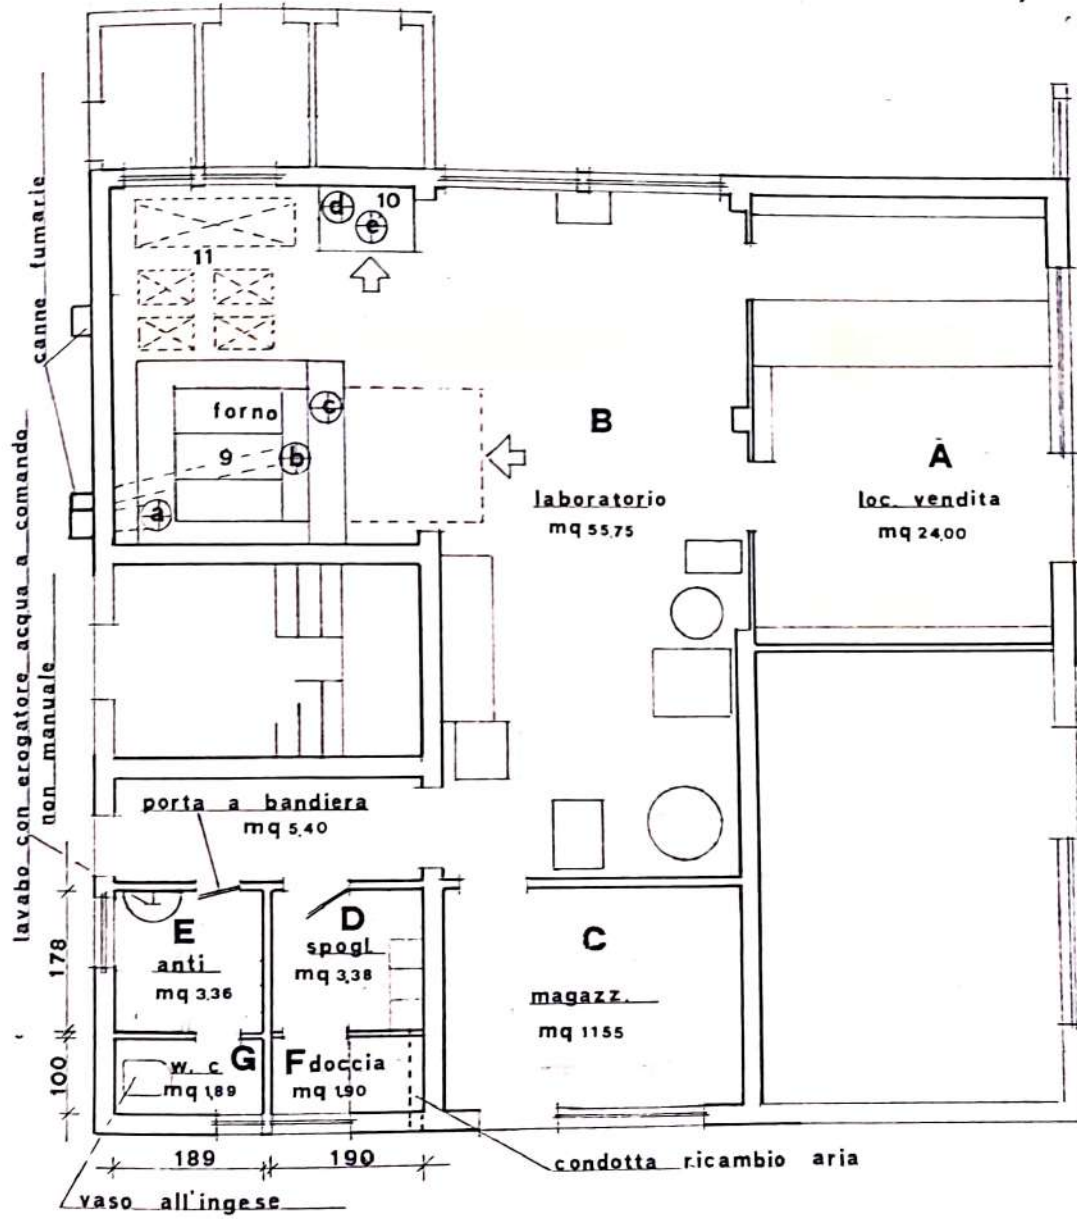 d
10
e
11
canne fumarie
forno
c
9
b
a
B
laboratorio
mq 55,75
A
loc. vendita
mq 24,00
lavabo con erogatore acqua a comando
non manuale
porta a bandiera
mq 5,40
E
anti
mq 3,36
D
spogl.
mq 3,38
C
magazz.
mq 1155
178
100
w. c
G
mq 1,89
F
doccia
mq 1,90
189
190
condotta ricambio aria
vaso all'ingese